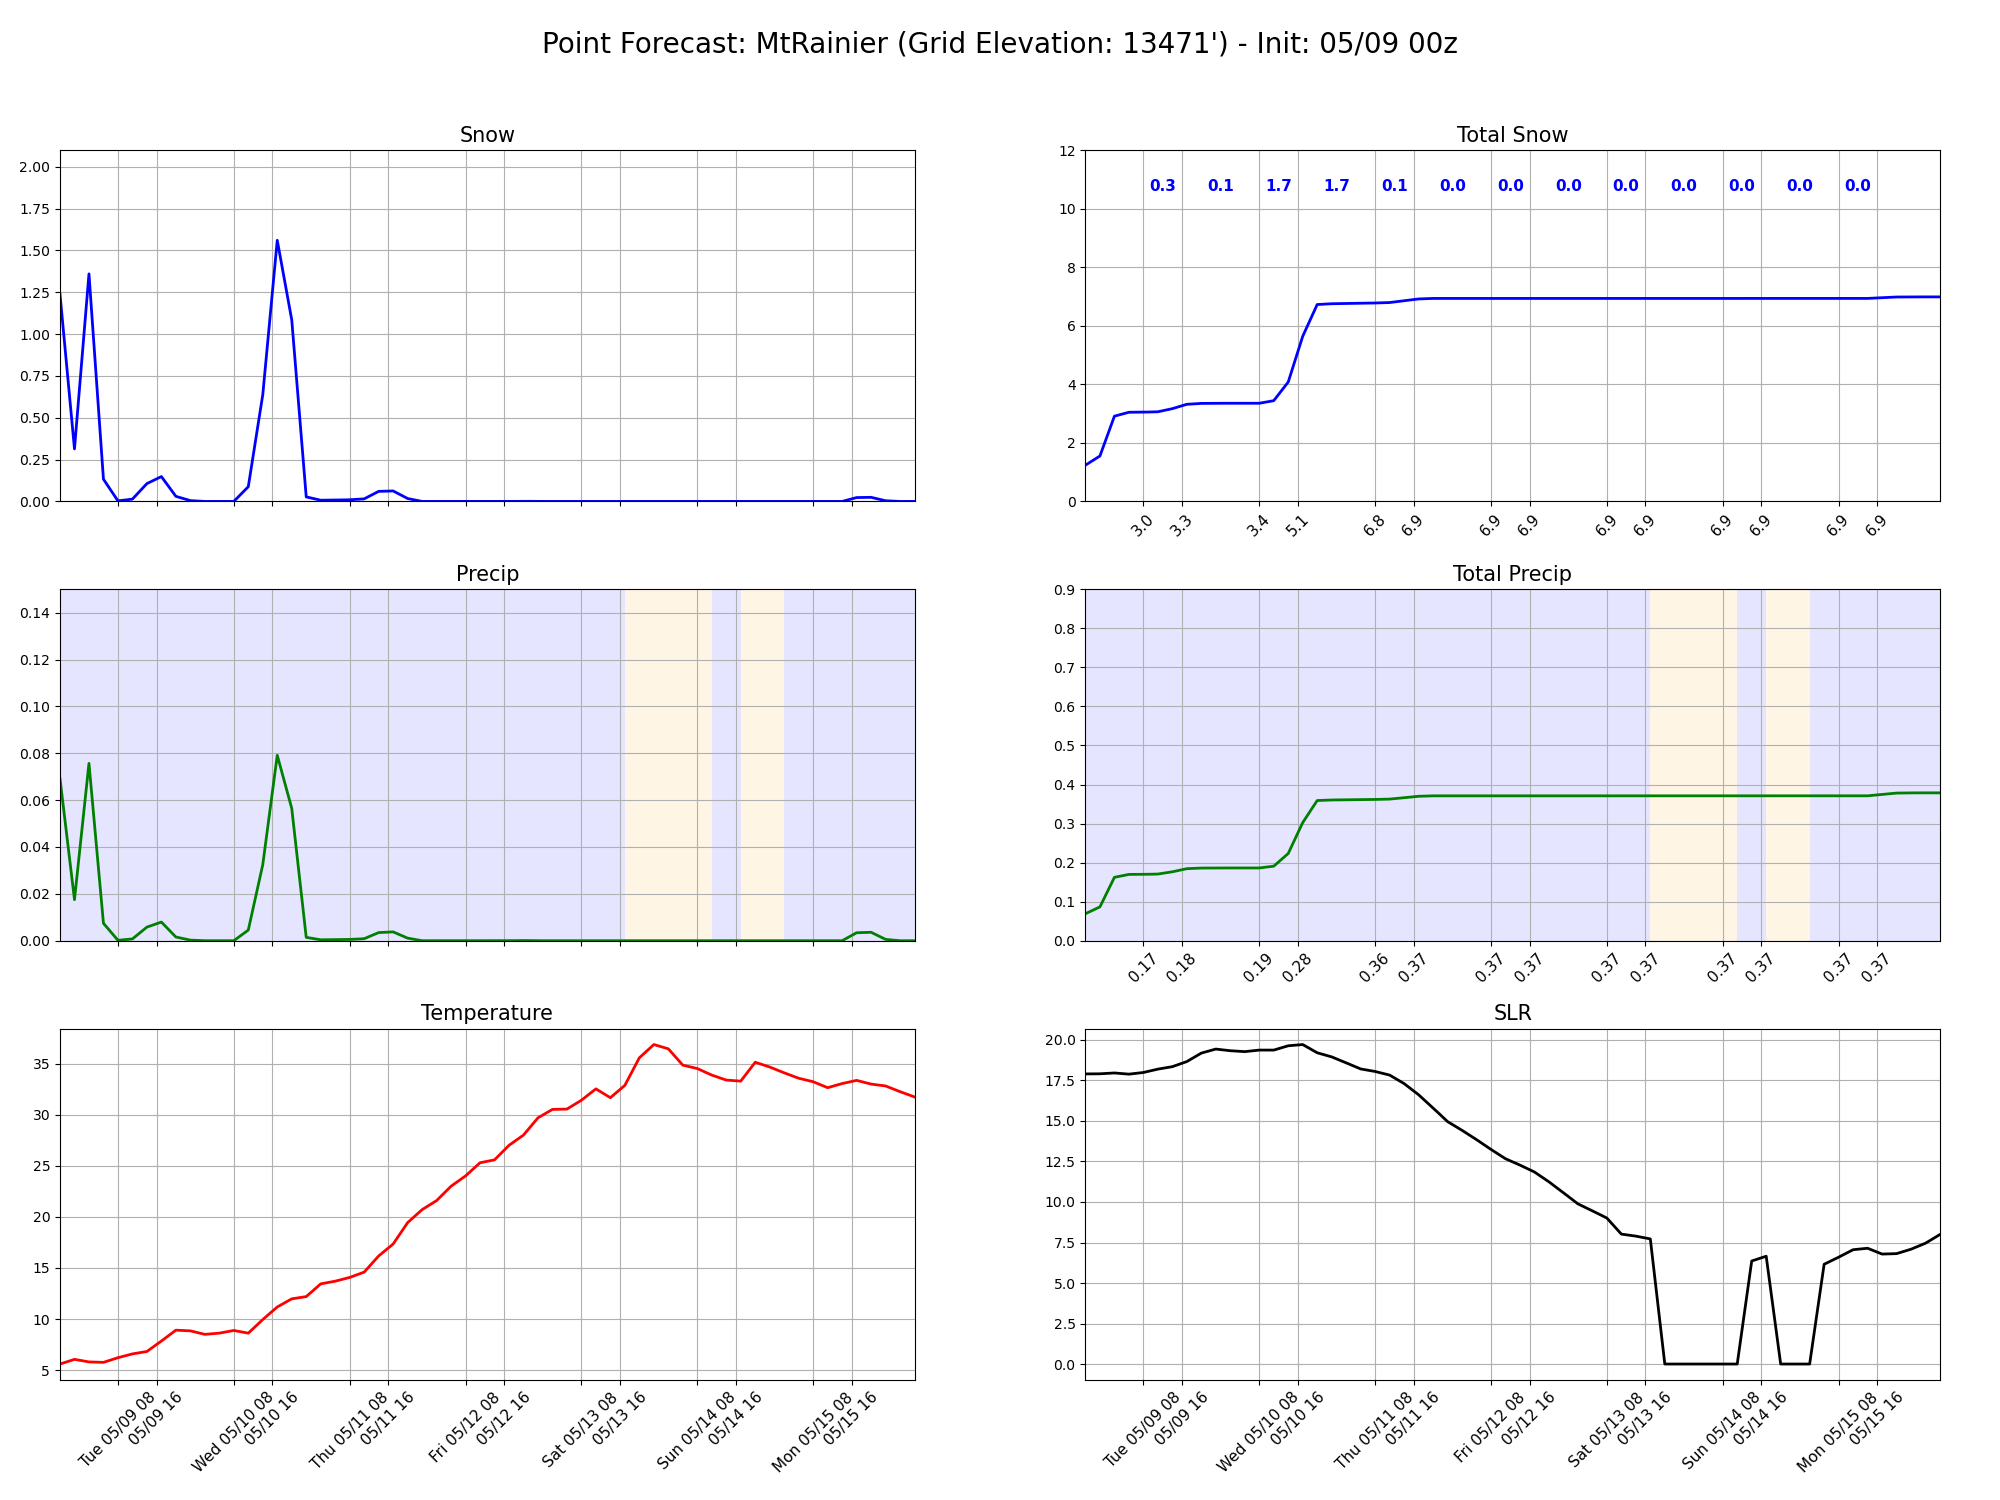 Point Forecast: MtRainier (Grid Elevation: 13471') - Init: 05/09 00z
Snow
2.00
1.75
1.50
1.25
1.00
0.75
0.50
0.25
0.00
Total Snow
12
10
8
6
4
2
0
0.3 0.1 1.7 1.7 0.1 0.0 0.0 0.0 0.0 0.0 0.0 0.0 0.0
3.0 3.3 3.4 5.1 6.8 6.9 6.9 6.9 6.9 6.9 6.9 6.9 6.9 6.9
Precip
0.14
0.12
0.10
0.08
0.06
0.04
0.02
0.00
Total Precip
0.9
0.8
0.7
0.6
0.5
0.4
0.3
0.2
0.1
0.0
0.17 0.18 0.19 0.28 0.36 0.37 0.37 0.37 0.37 0.37 0.37 0.37 0.37 0.37
Temperature
35
30
25
20
15
10
5
Tue 05/09 08
05/09 16
Wed 05/10 08
05/10 16
Thu 05/11 08
05/11 16
Fri 05/12 08
05/12 16
Sat 05/13 08
05/13 16
Sun 05/14 08
05/14 16
Mon 05/15 08
05/15 16
SLR
20.0
17.5
15.0
12.5
10.0
7.5
5.0
2.5
0.0
Tue 05/09 08
05/09 16
Wed 05/10 08
05/10 16
Thu 05/11 08
05/11 16
Fri 05/12 08
05/12 16
Sat 05/13 08
05/13 16
Sun 05/14 08
05/14 16
Mon 05/15 08
05/15 16